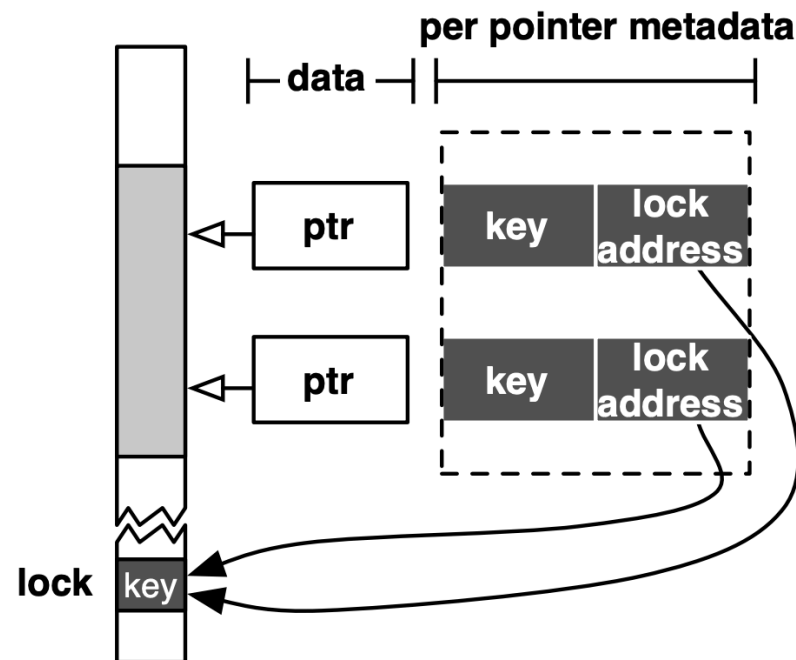 per pointer metadata
data
ptr
key
lock
address
ptr
key
lock
address
lock
key